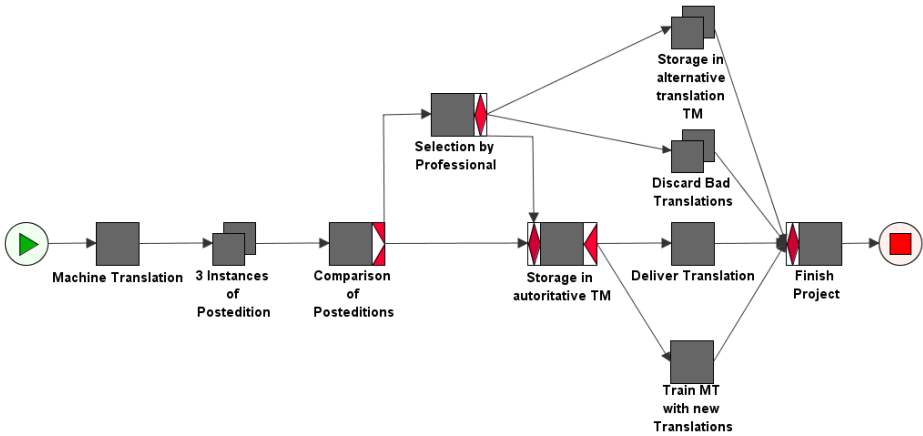 Storage in
alternative
translation
TM
Selection by
Professional
Discard Bad
Translations
Machine Translation
3 Instances
of
Postedition
Comparison
of
Posteditions
Storage in
autoritative TM
Deliver Translation
Finish
Project
Train MT
with new
Translations